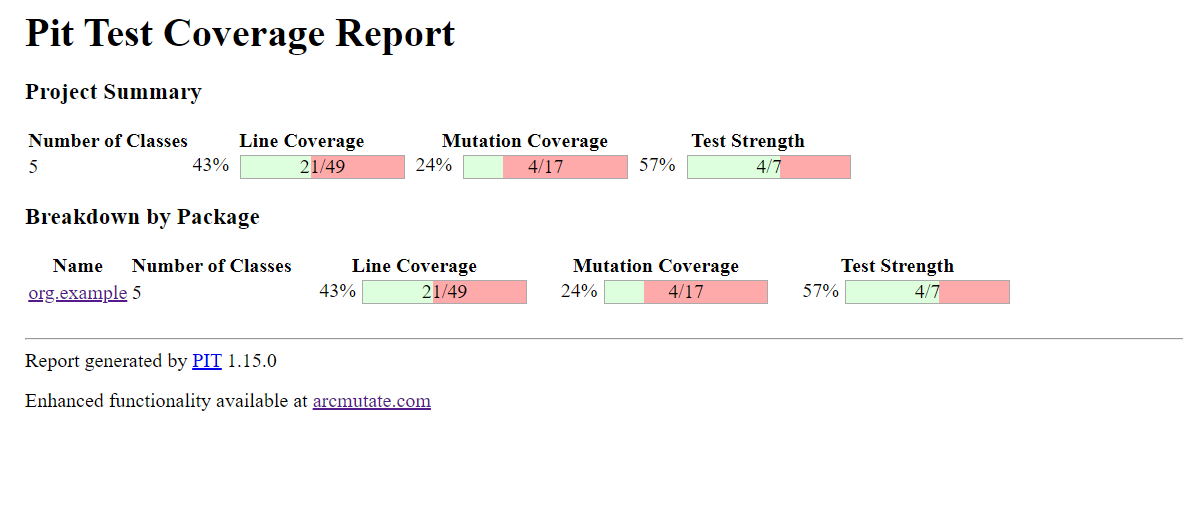 Pit Test Coverage Report
Project Summary
Number of Classes Line Coverage Mutation Coverage Test Strength
5 43% 21/49 24% 4/17 57% 4/7
Breakdown by Package
Name Number of Classes Line Coverage Mutation Coverage Test Strength
org.example 5 43% 21/49 24% 4/17 57% 4/7
Report generated by PIT 1.15.0
Enhanced functionality available at arcmutate.com